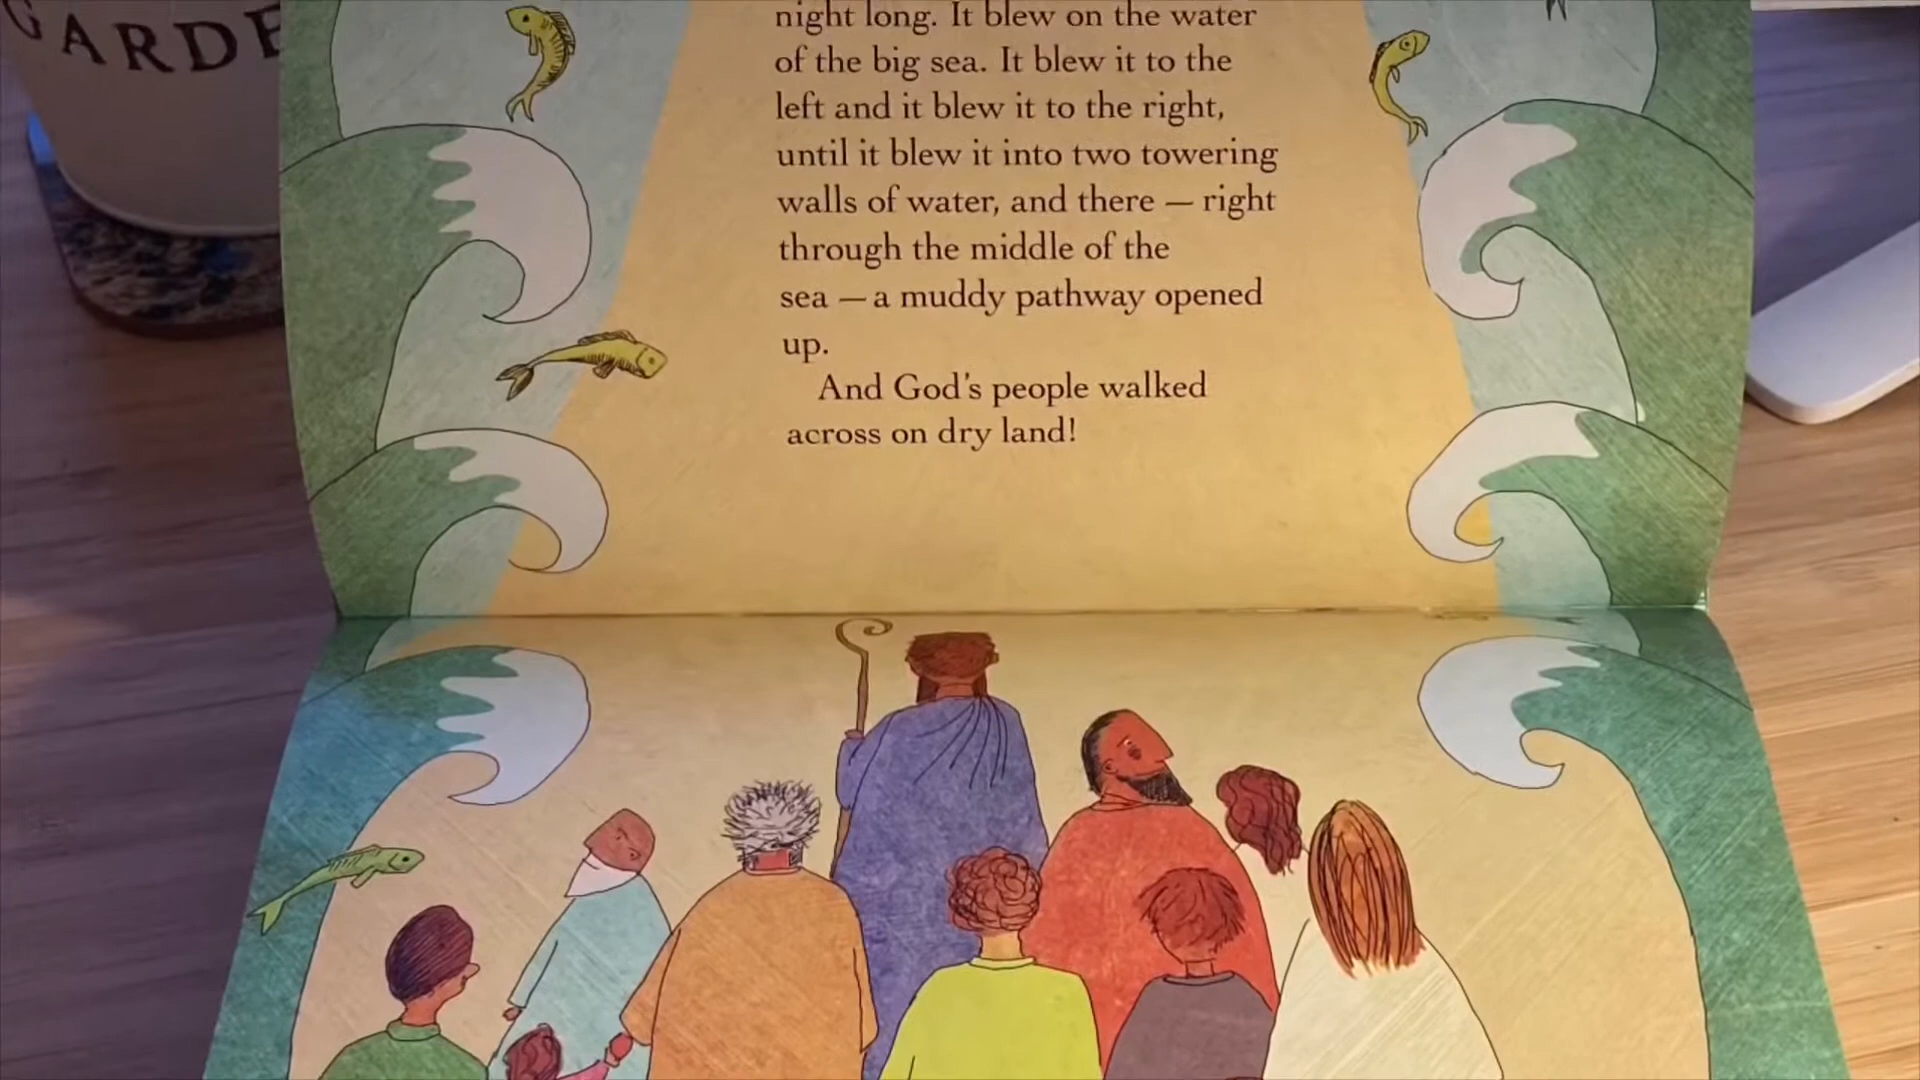 GARDE
night long. It blew on the water
of the big sea. It blew it to the
left and it blew it to the right,
until it blew it into two towering
walls of water, and there — right
through the middle of the
sea — a muddy pathway opened
up.
And God's people walked
across on dry land!